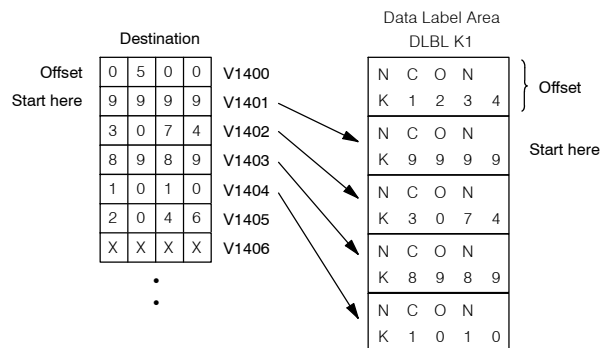 Destination
Offset 0 5 0 0 V1400
Start here 9 9 9 9 V1401
3 0 7 4 V1402
8 9 8 9 V1403
1 0 1 0 V1404
2 0 4 6 V1405
X X X X V1406
Data Label Area
DLBL K1
N C O N
K 1 2 3 4
Offset
N C O N
K 9 9 9 9
Start here
N C O N
K 3 0 7 4
N C O N
K 8 9 8 9
N C O N
K 1 0 1 0